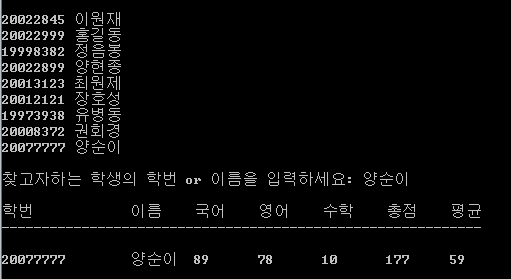 20022845 이원재
20022999 홍길동
19998382 정음봉
20022899 양현종
20013123 최원제
20012121 장호성
19973938 유병동
20008372 권회경
20077777 양순이
찾고자하는 학생의 학번 or 이름을 입력하세요: 양순이
학번 이름 국어 영어 수학 총점 평균
20077777 양순이 89 78 10 177 59